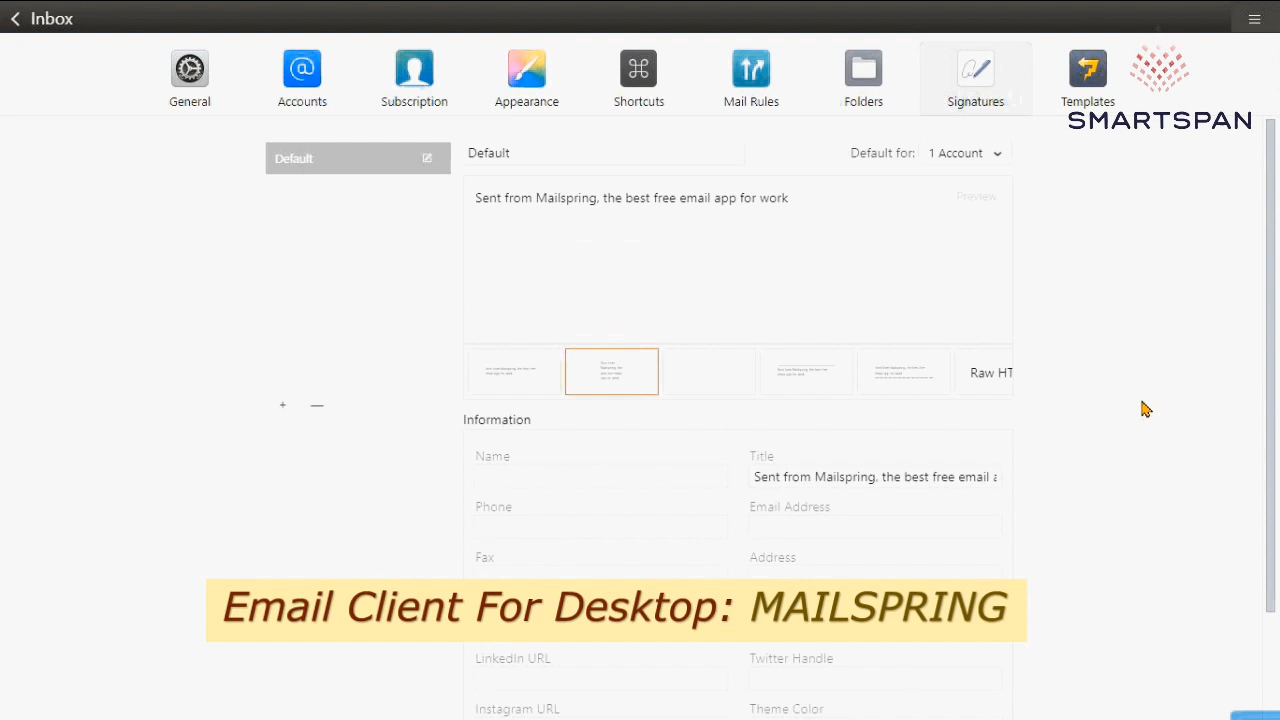 Inbox
General
Accounts
Subscription
Appearance
Shortcuts
Mail Rules
Folders
Signatures
Templates
SMARTSPAN
Default
Default
Default for: 1 Account
Sent from Mailspring, the best free email app for work
Preview
Raw HT
Information
Name
Title
Sent from Mailspring, the best free email a
Phone
Email Address
Fax
Address
Email Client For Desktop: MAILSPRING
LinkedIn URL
Twitter Handle
Instagram URL
Theme Color